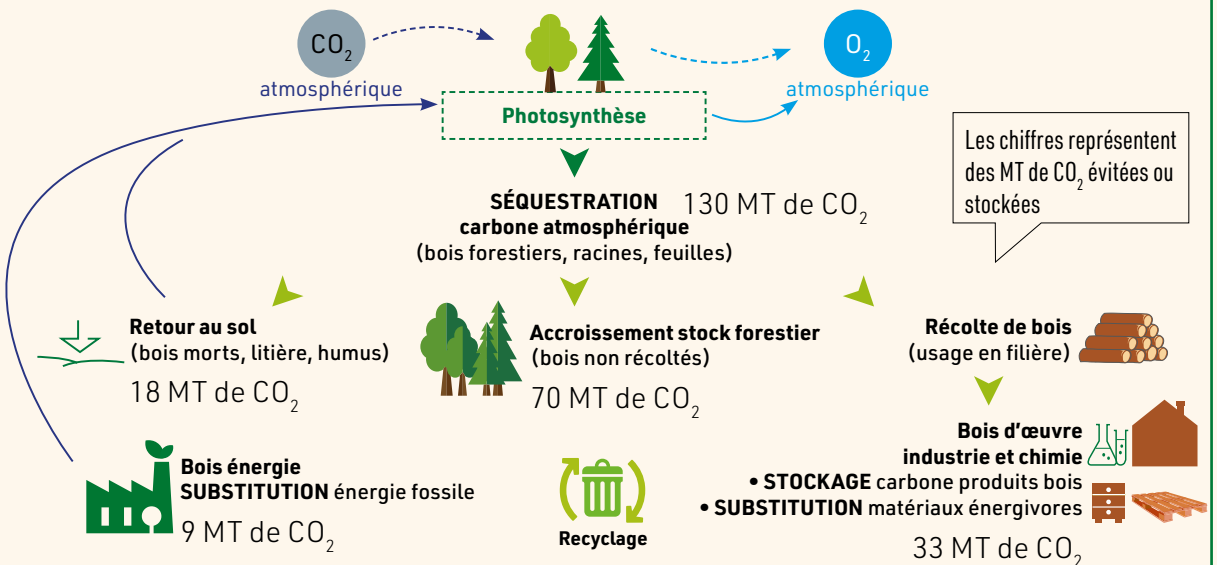 CO₂
atmosphérique
O₂
atmosphérique
Photosynthèse
Les chiffres représentent
des MT de CO₂ évitées ou
stockées
SÉQUESTRATION
carbone atmosphérique
(bois forestiers, racines, feuilles)
130 MT de CO₂
Retour au sol
(bois morts, litière, humus)
18 MT de CO₂
Accroissement stock forestier
(bois non récoltés)
70 MT de CO₂
Récolte de bois
(usage en filière)
Bois énergie
SUBSTITUTION énergie fossile
9 MT de CO₂
Recyclage
Bois d'œuvre
industrie et chimie
• STOCKAGE carbone produits bois
• SUBSTITUTION matériaux énergivores
33 MT de CO₂